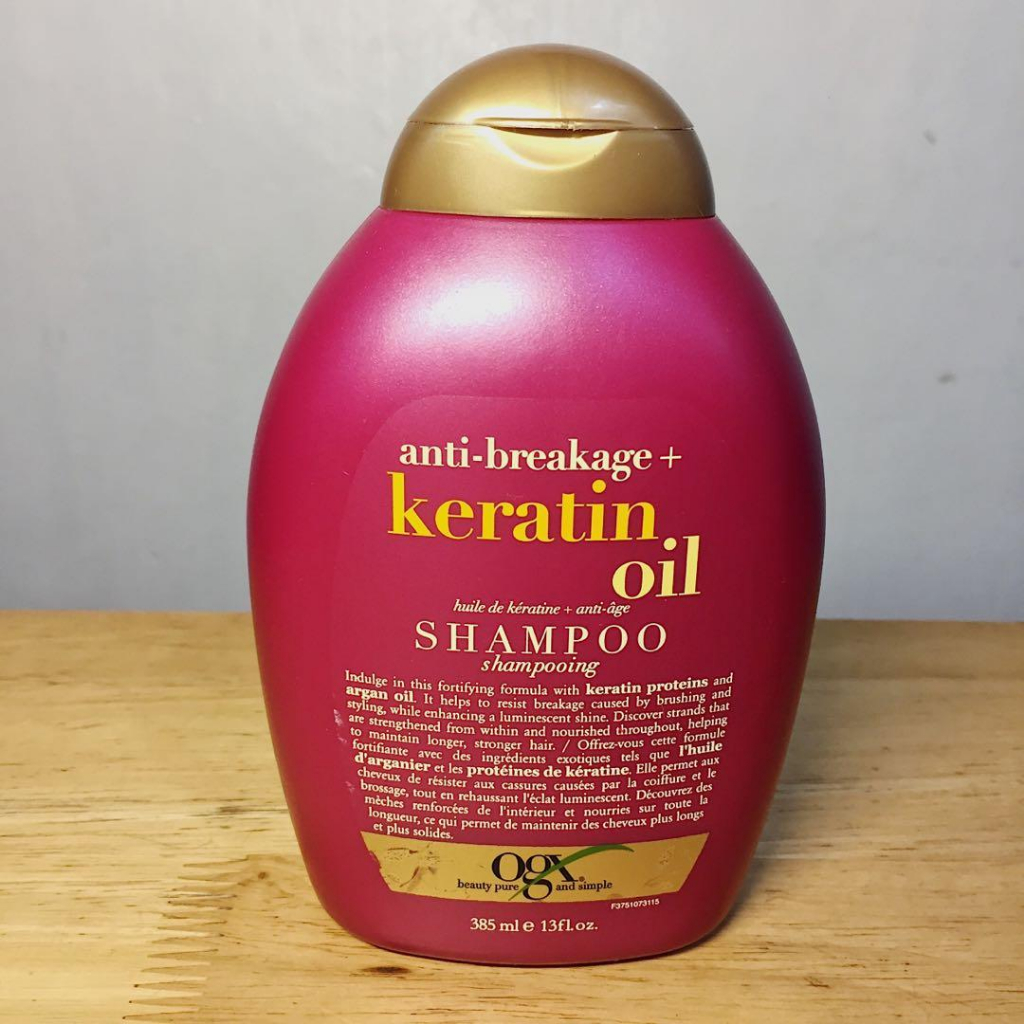 anti-breakage +
keratin
oil
huile de kératine + anti-âge
SHAMPOO
shampooing
Indulge in this fortifying formula with keratin proteins and
argan oil. It helps to resist breakage caused by brushing and
styling, while enhancing a luminescent shine. Discover strands that
are strengthened from within and nourished throughout, helping
to maintain longer, stronger hair. / Offrez-vous cette formule
fortifiante avec des ingrédients exotiques tels que l'huile
d'arganier et les protéines de kératine. Elle permet aux
cheveux de résister aux cassures causées par la coiffure et le
brossage, tout en rehaussant l'éclat luminescent. Découvrez des
mèches renforcées de l'intérieur et nourries sur toute la
longueur, ce qui permet de maintenir des cheveux plus longs
et plus solides.
ogx®
beauty pure and simple
F3751073115
385 ml e 13fl.oz.